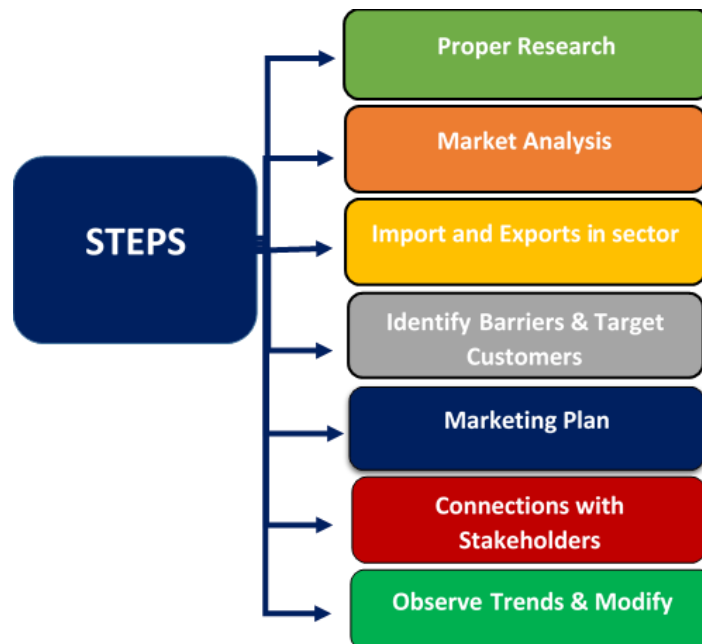 STEPS
Proper Research
Market Analysis
Import and Exports in sector
Identify Barriers & Target
Customers
Marketing Plan
Connections with
Stakeholders
Observe Trends & Modify